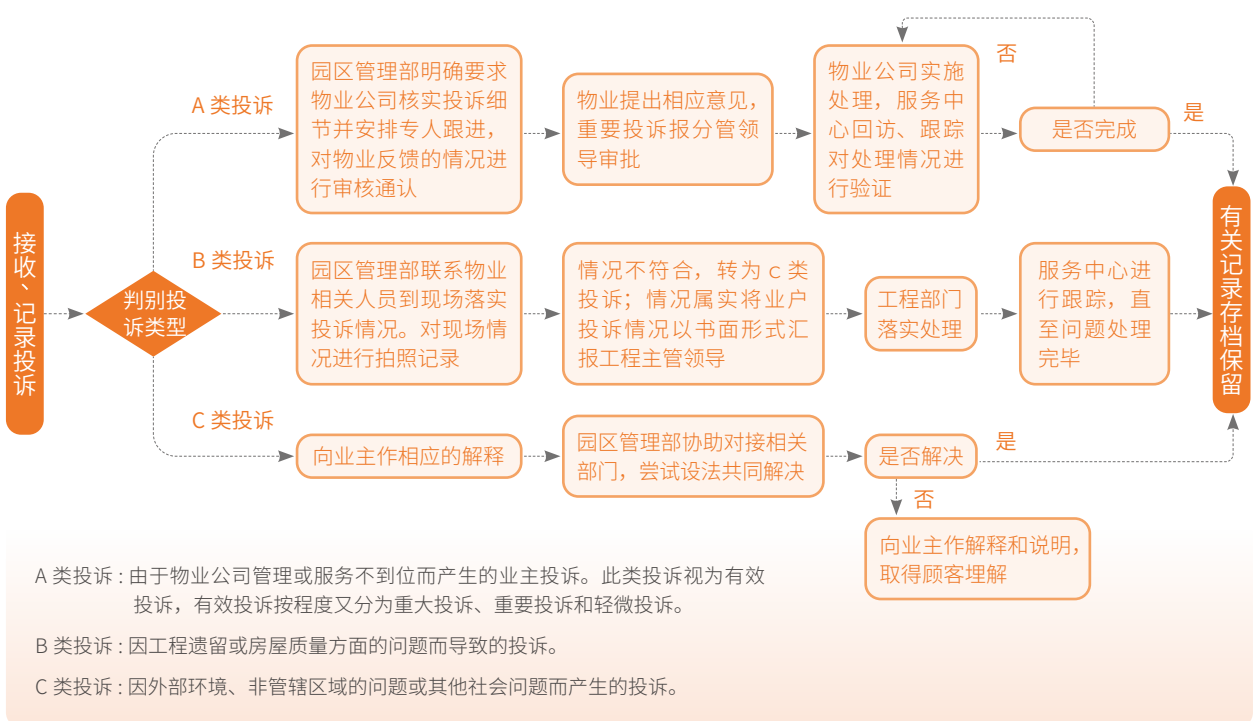 接收、记录投诉
判别投
诉类型
A 类投诉
园区管理部明确要求
物业公司核实投诉细
节并安排专人跟进，
对物业反馈的情况进
行审核通认
物业提出相应意见，
重要投诉报分管领
导审批
物业公司实施
处理，服务中
心回访、跟踪
对处理情况进
行验证
是否完成
否
是
B 类投诉
园区管理部联系物业
相关人员到现场落实
投诉情况。对现场情
况进行拍照记录
情况不符合，转为 c 类
投诉；情况属实将业户
投诉情况以书面形式汇
报工程主管领导
工程部门
落实处理
服务中心进
行跟踪，直
至问题处理
完毕
有关记录存档保留
C 类投诉
向业主作相应的解释
园区管理部协助对接相关
部门，尝试设法共同解决
是否解决
是
否
向业主作解释和说明，
取得顾客埋解
A 类投诉 : 由于物业公司管理或服务不到位而产生的业主投诉。此类投诉视为有效
投诉，有效投诉按程度又分为重大投诉、重要投诉和轻微投诉。
B 类投诉 : 因工程遗留或房屋质量方面的问题而导致的投诉。
C 类投诉 : 因外部环境、非管辖区域的问题或其他社会问题而产生的投诉。